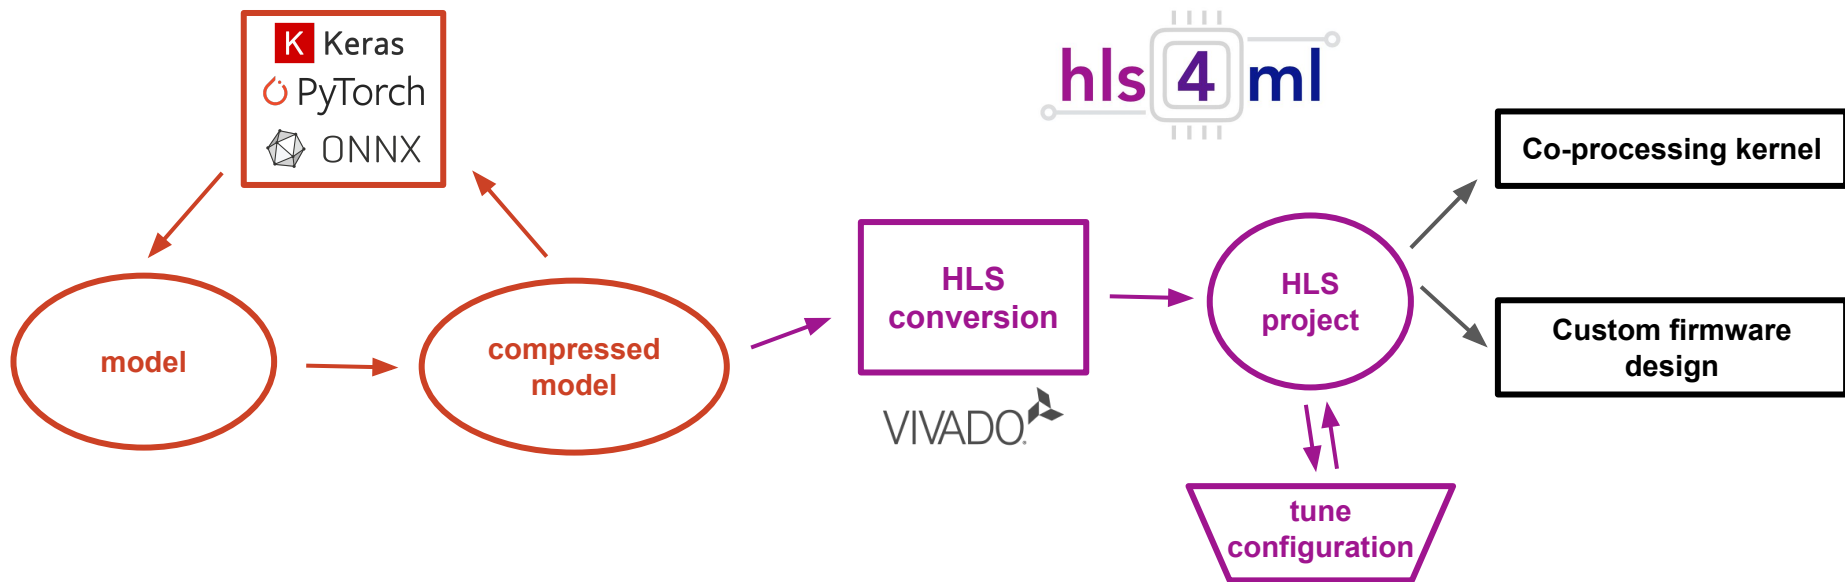 K Keras
PyTorch
ONNX
hls 4 ml
Co-processing kernel
HLS
conversion
HLS
project
Custom firmware
design
model
compressed
model
VIVADO.
tune
configuration